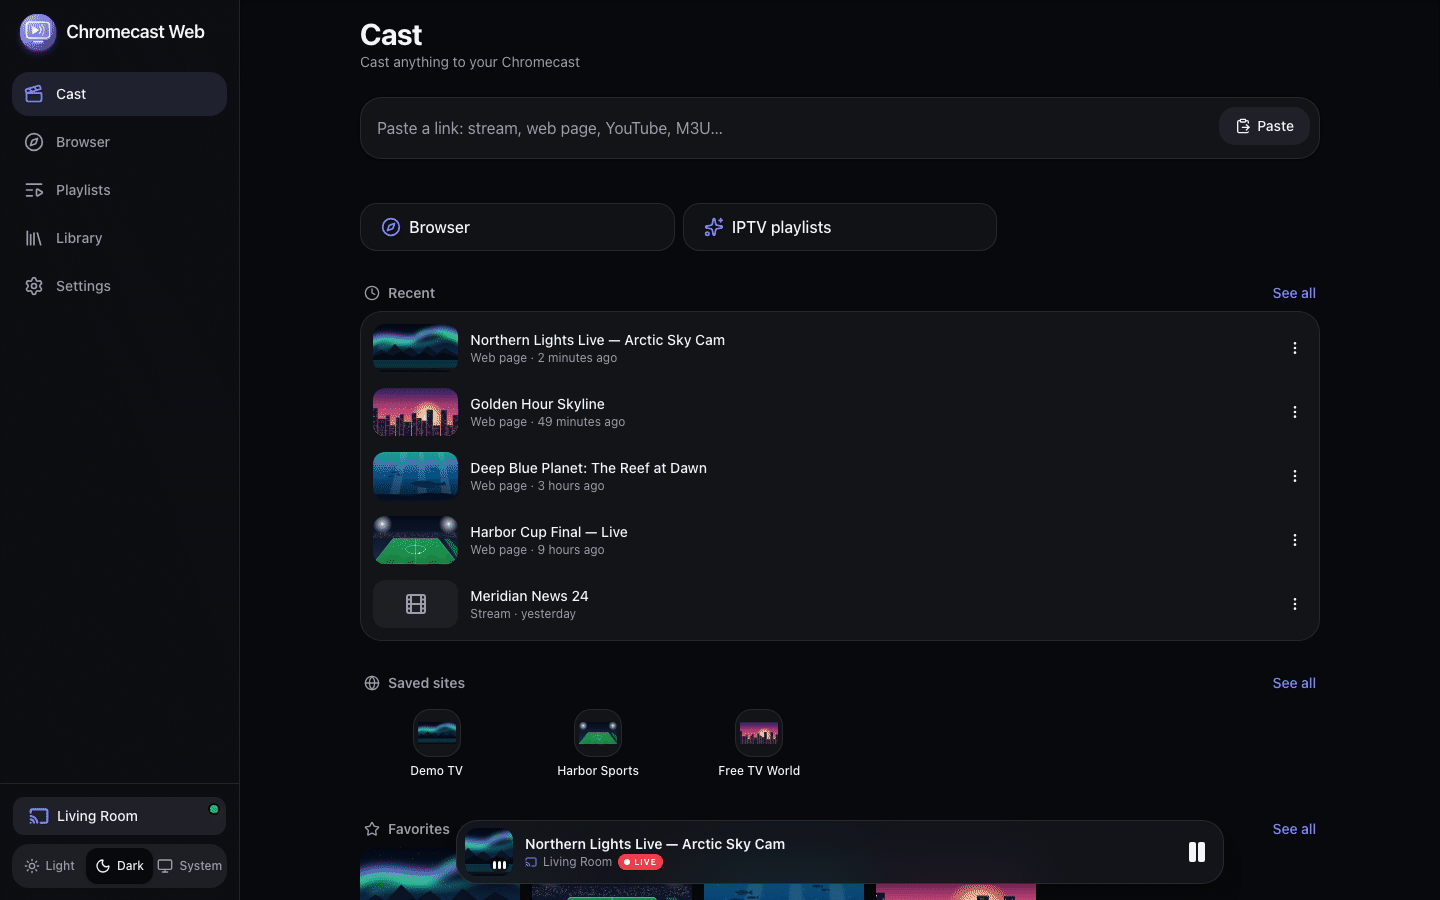 Chromecast Web
Cast
Browser
Playlists
Library
Settings
Living Room
Light
Dark
System
Cast
Cast anything to your Chromecast
Paste a link: stream, web page, YouTube, M3U...
Paste
Browser
IPTV playlists
Recent
See all
Northern Lights Live — Arctic Sky Cam
Web page · 2 minutes ago
Golden Hour Skyline
Web page · 49 minutes ago
Deep Blue Planet: The Reef at Dawn
Web page · 3 hours ago
Harbor Cup Final — Live
Web page · 9 hours ago
Meridian News 24
Stream · yesterday
Saved sites
See all
Demo TV
Harbor Sports
Free TV World
Favorites
See all
Northern Lights Live — Arctic Sky Cam
Living Room
LIVE